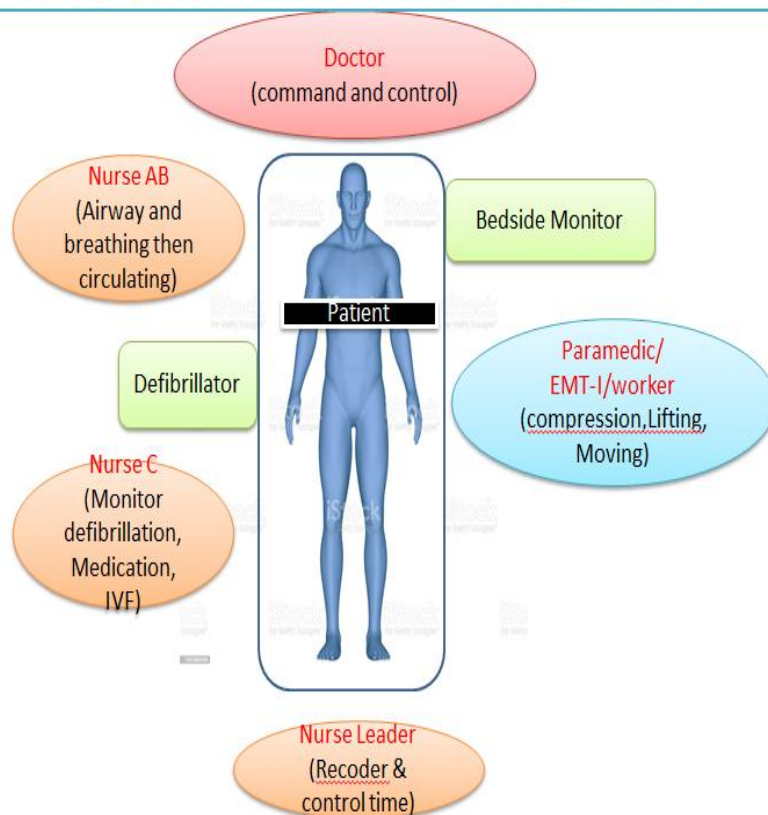 Doctor
(command and control)
Nurse AB
(Airway and
breathing then
circulating)
Bedside Monitor
Patient
Paramedic/
EMT-I/worker
(compression,Lifting,
Moving)
Defibrillator
Nurse C
(Monitor
defibrillation,
Medication,
IVF)
iStock
Nurse Leader
(Recoder &
control time)